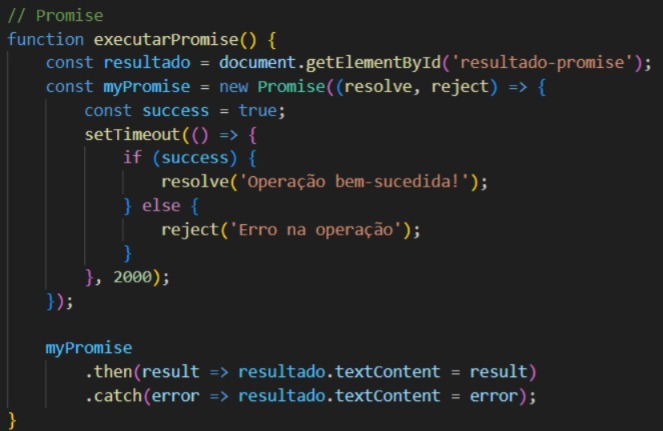 // Promise
function executarPromise() {
    const resultado = document.getElementById('resultado-promise');
    const myPromise = new Promise((resolve, reject) => {
        const success = true;
        setTimeout(() => {
            if (success) {
                resolve('Operação bem-sucedida!');
            } else {
                reject('Erro na operação');
            }
        }, 2000);
    });

    myPromise
        .then(result => resultado.textContent = result)
        .catch(error => resultado.textContent = error);
}